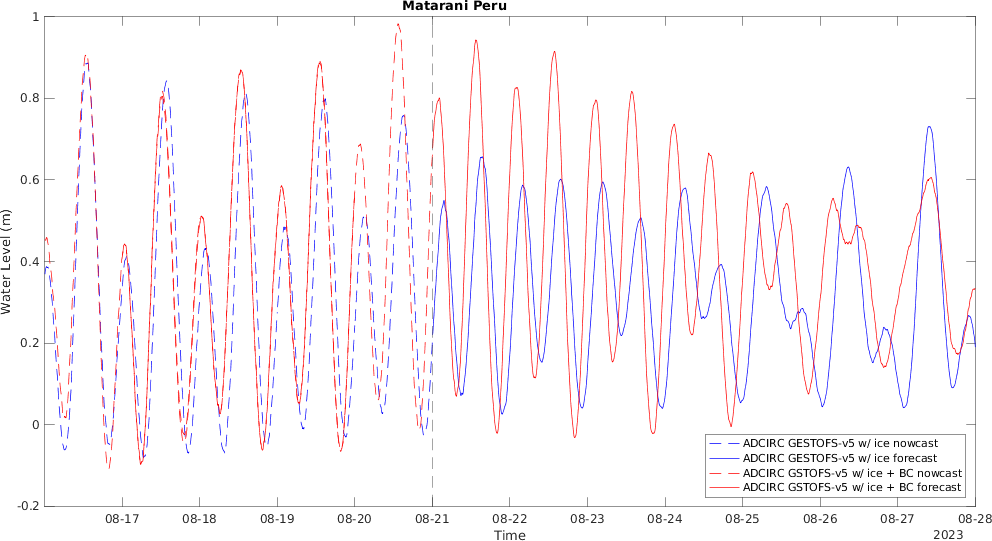 Matarani Peru
1
0.8
0.6
0.4
0.2
0
-0.2
Water Level (m)
ADCIRC GESTOFS-v5 w/ ice nowcast
ADCIRC GESTOFS-v5 w/ ice forecast
ADCIRC GSTOFS-v5 w/ ice + BC nowcast
ADCIRC GSTOFS-v5 w/ ice + BC forecast
08-17 08-18 08-19 08-20 08-21 08-22 08-23 08-24 08-25 08-26 08-27 08-28
Time
2023